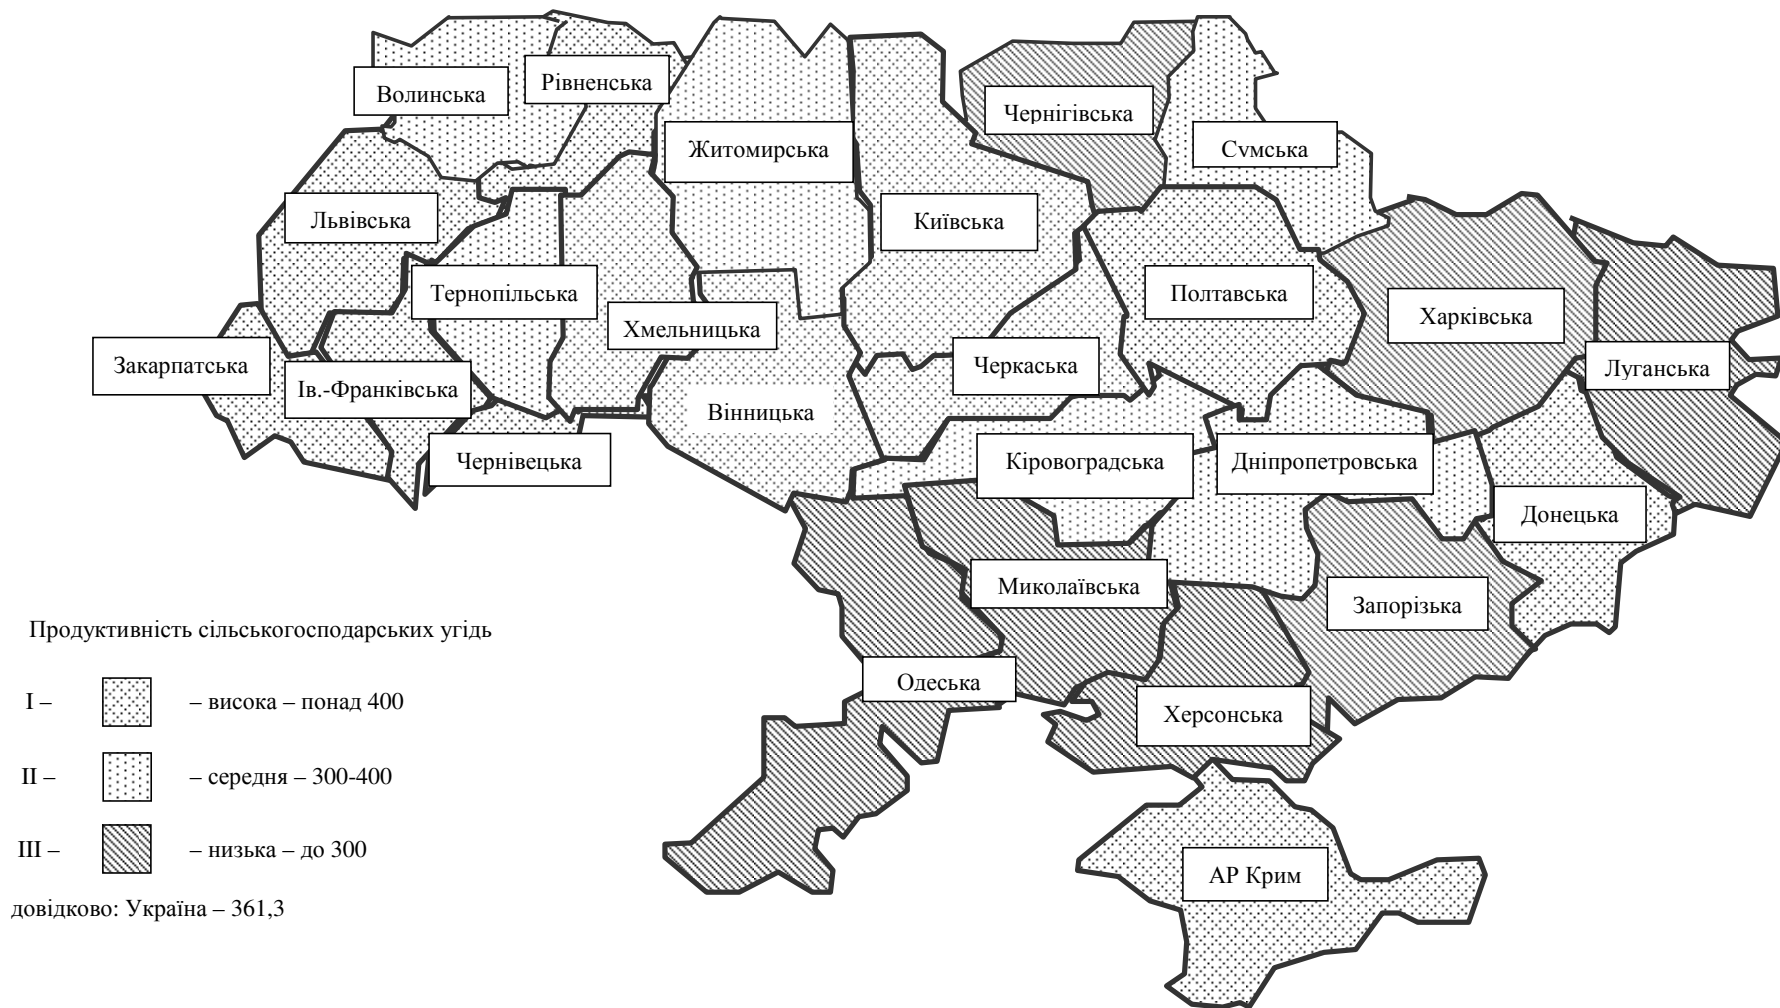 Рівненська
Волинська
Чернігівська
Житомирська
Сумська
Львівська
Київська
Тернопільська
Полтавська
Хмельницька
Харківська
Закарпатська
Черкаська
Луганська
Ів.-Франківська
Вінницька
Чернівецька
Кіровоградська
Дніпропетровська
Донецька
Миколаївська
Запорізька
Одеська
Херсонська
АР Крим
Продуктивність сільськогосподарських угідь
I – – висока – понад 400
II – – середня – 300-400
III – – низька – до 300
довідково: Україна – 361,3